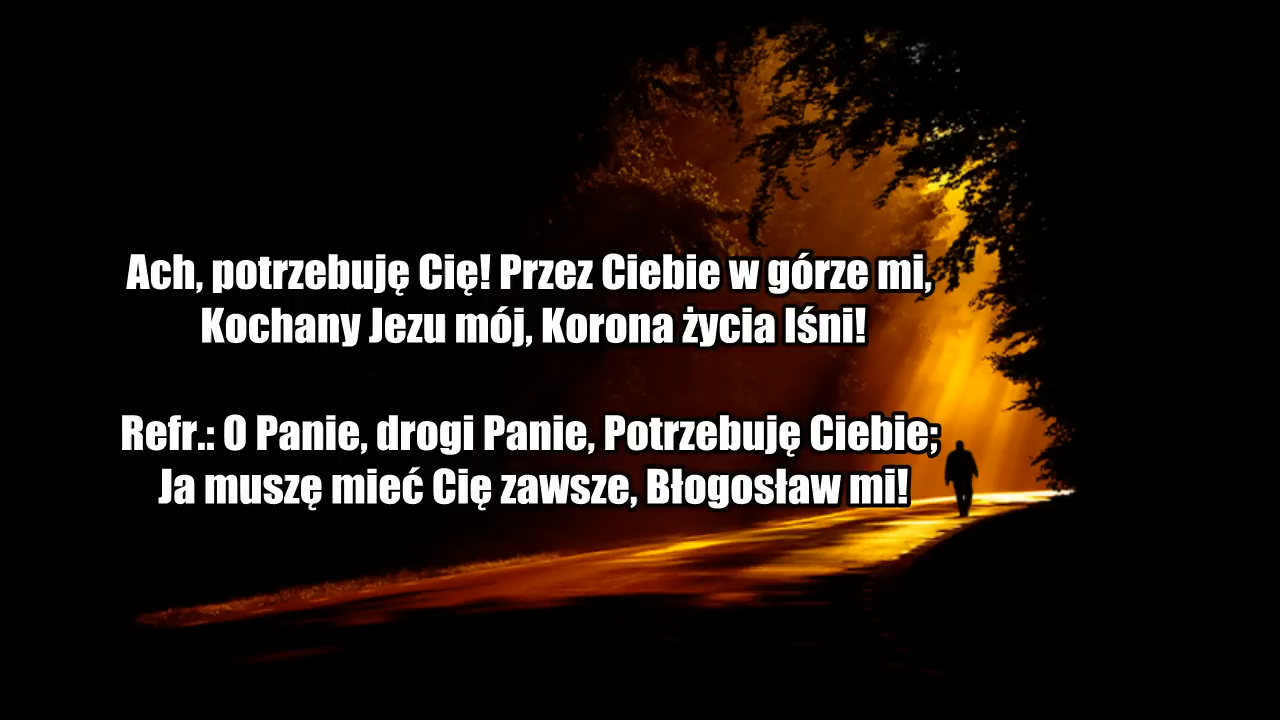 Ach, potrzebuję Cię! Przez Ciebie w górze mi,
Kochany Jezu mój, Korona życia lśni!
Refr.: O Panie, drogi Panie, Potrzebuję Ciebie;
Ja muszę mieć Cię zawsze, Błogosław mi!